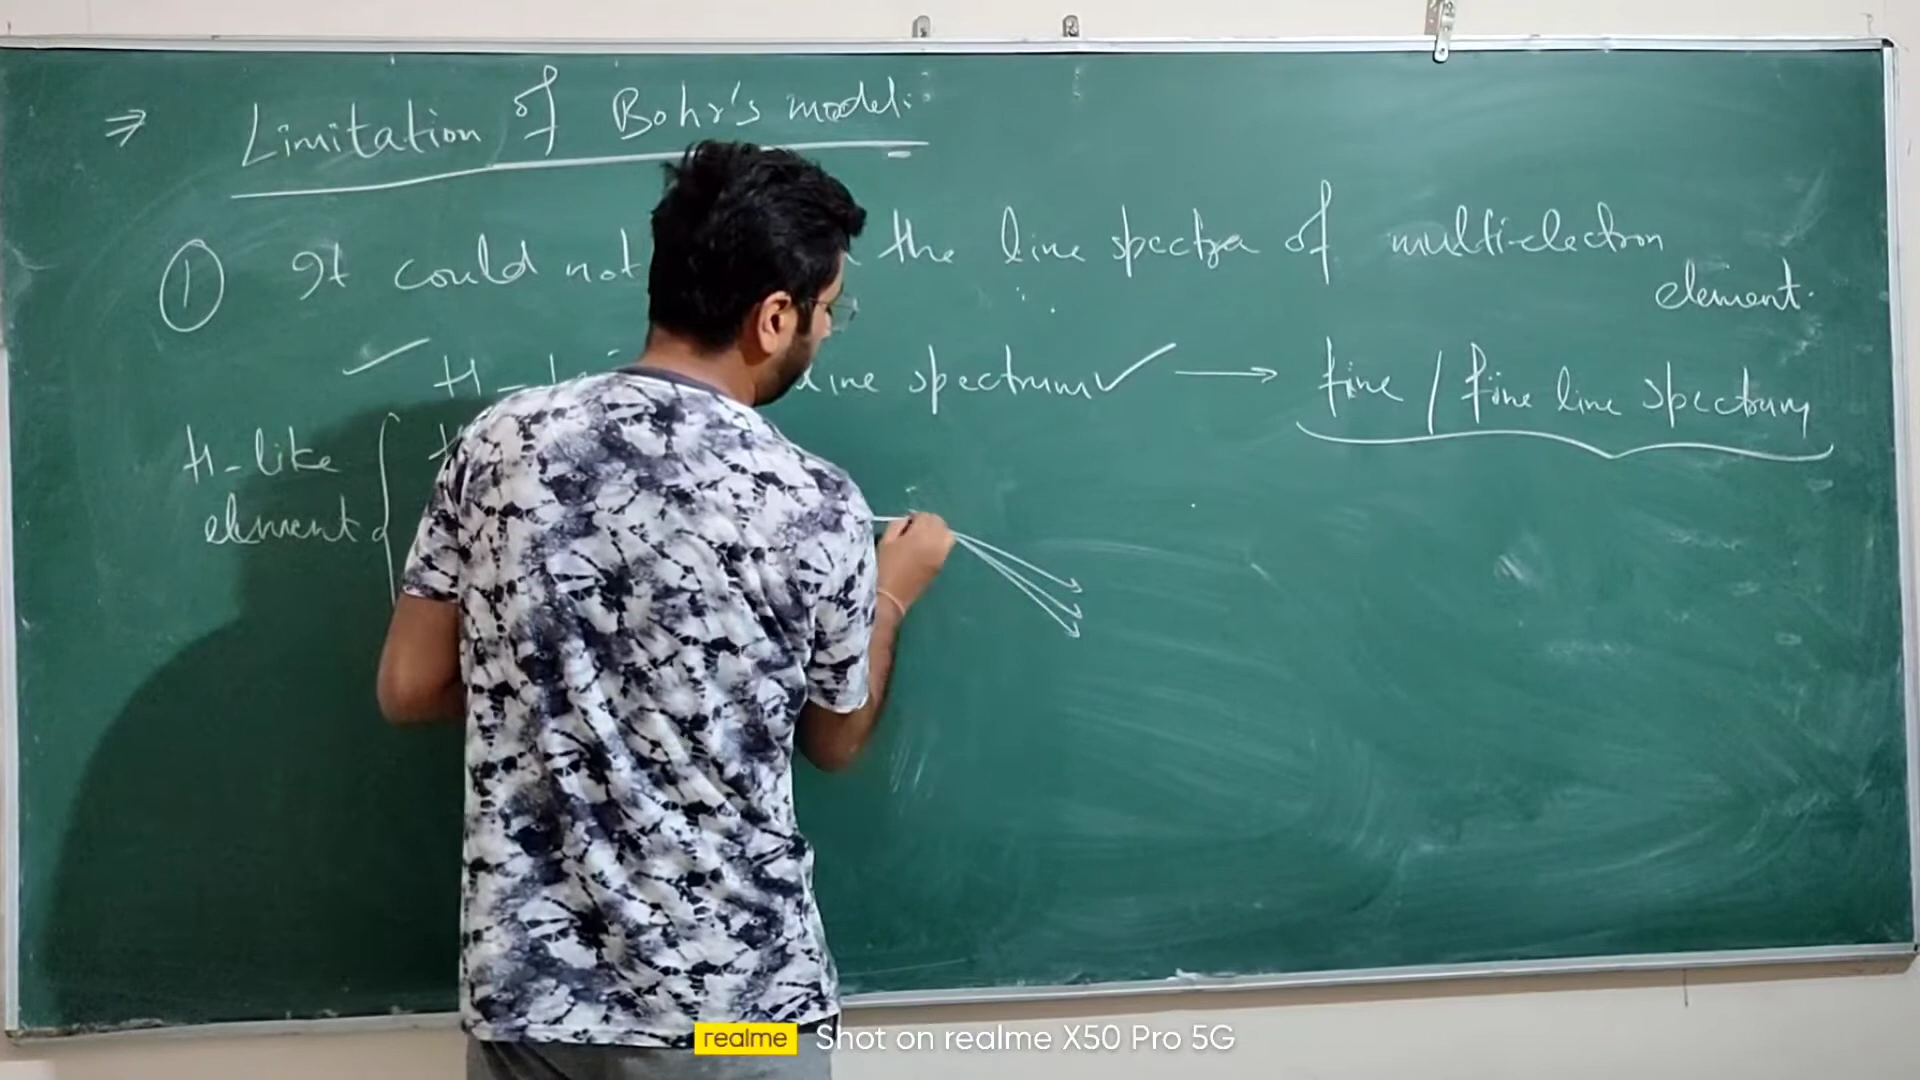 ⇒ Limitation of Bohr's model:
① It could not the line spectra of multi-electron
element.
✓ H - line spectrum ✓ → fine / fine line spectrum
H-like
element
realme Shot on realme X50 Pro 5G